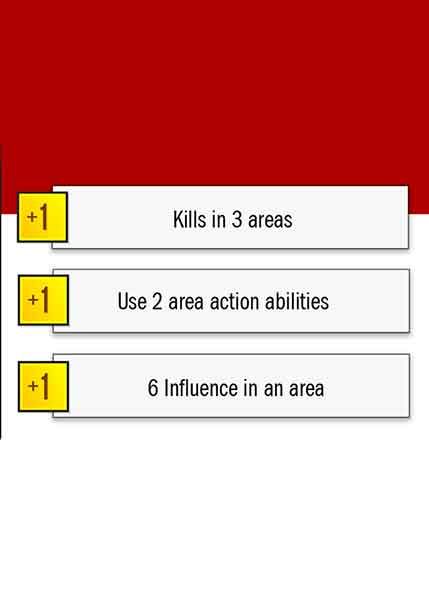 +1 Kills in 3 areas
+1 Use 2 area action abilities
+1 6 Influence in an area